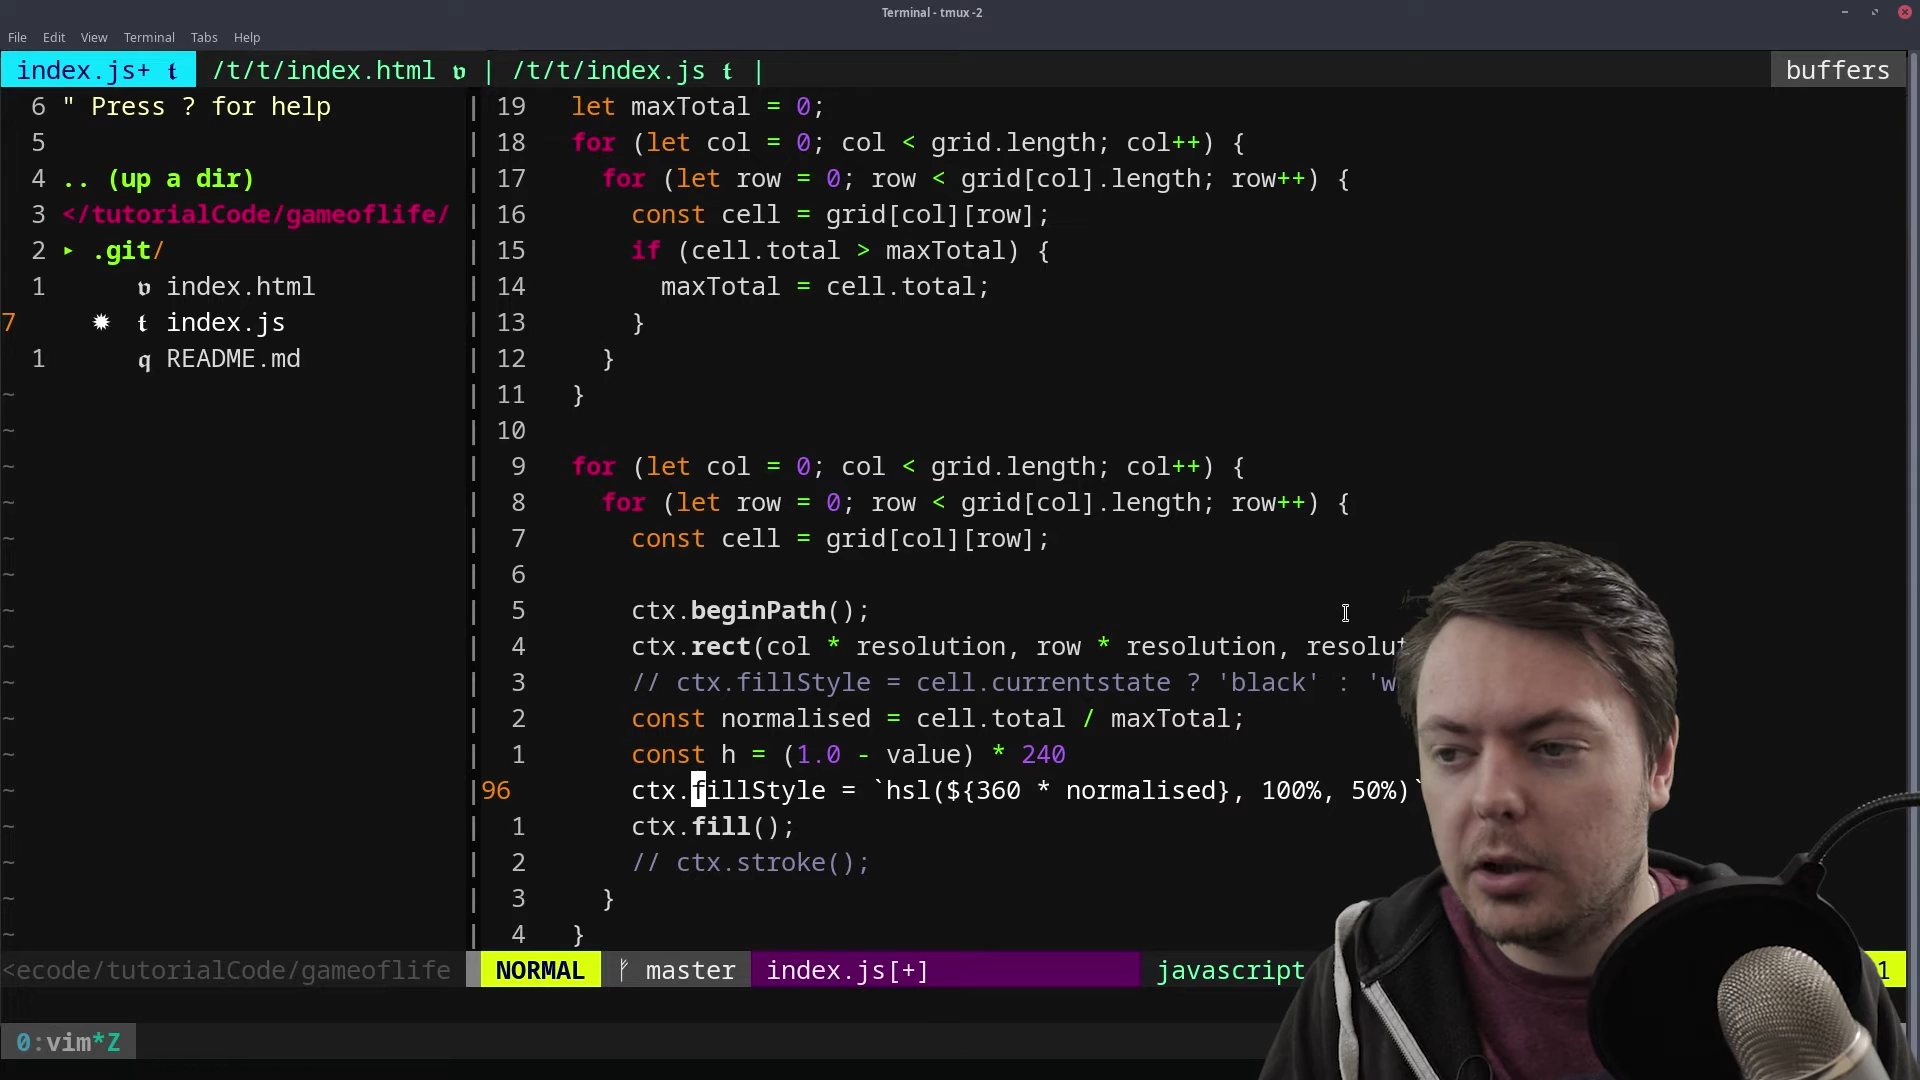 Terminal - tmux -2
File Edit View Terminal Tabs Help
index.js+ /t/t/index.html | /t/t/index.js | buffers
6 " Press ? for help
5
4 .. (up a dir)
3 </tutorialCode/gameoflife/
2 ▸ .git/
1 index.html
7 index.js
1 README.md
19 let maxTotal = 0;
18 for (let col = 0; col < grid.length; col++) {
17 for (let row = 0; row < grid[col].length; row++) {
16 const cell = grid[col][row];
15 if (cell.total > maxTotal) {
14 maxTotal = cell.total;
13 }
12 }
11 }
10
9 for (let col = 0; col < grid.length; col++) {
8 for (let row = 0; row < grid[col].length; row++) {
7 const cell = grid[col][row];
6
5 ctx.beginPath();
4 ctx.rect(col * resolution, row * resolution, resolut
3 // ctx.fillStyle = cell.currentstate ? 'black' : 'w
2 const normalised = cell.total / maxTotal;
1 const h = (1.0 - value) * 240
96 ctx.fillStyle = `hsl(${360 * normalised}, 100%, 50%)`
1 ctx.fill();
2 // ctx.stroke();
3 }
4 }
<ecode/tutorialCode/gameoflife NORMAL master index.js[+] javascript 1
0:vim*Z